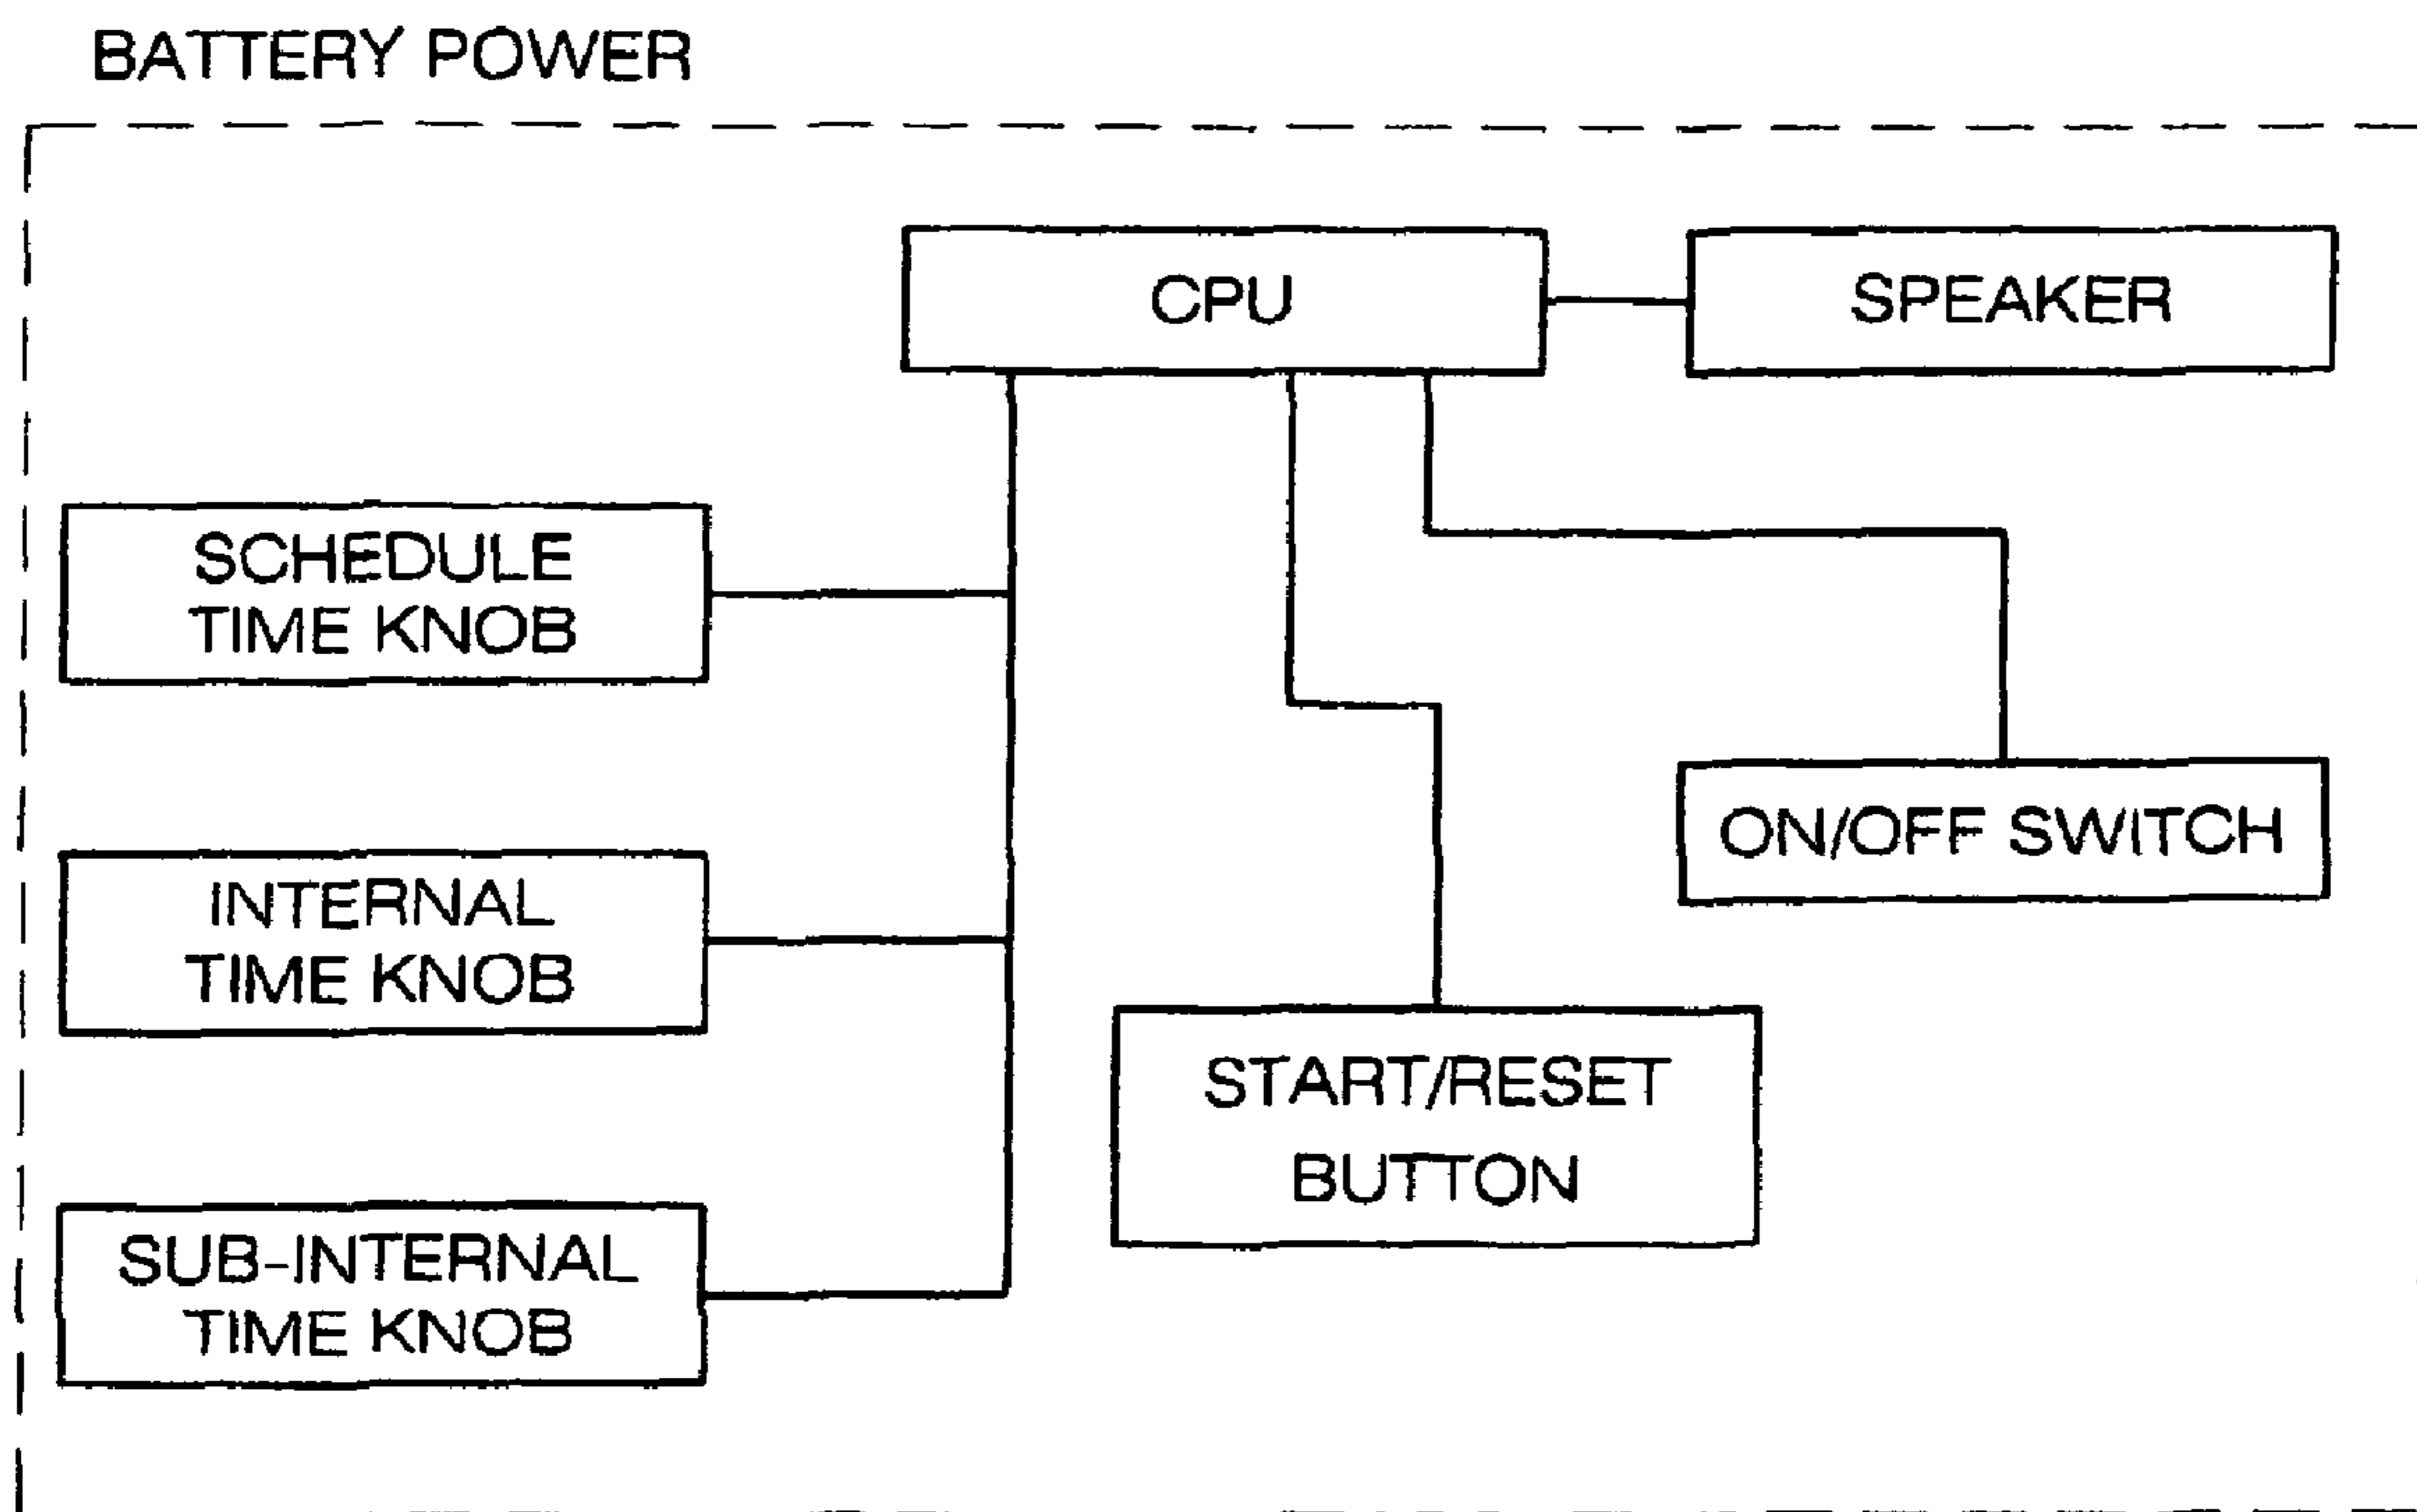 BATTERY POWER
CPU
SPEAKER
SCHEDULE
TIME KNOB
INTERNAL
TIME KNOB
SUB-INTERNAL
TIME KNOB
ON/OFF SWITCH
START/RESET
BUTTON